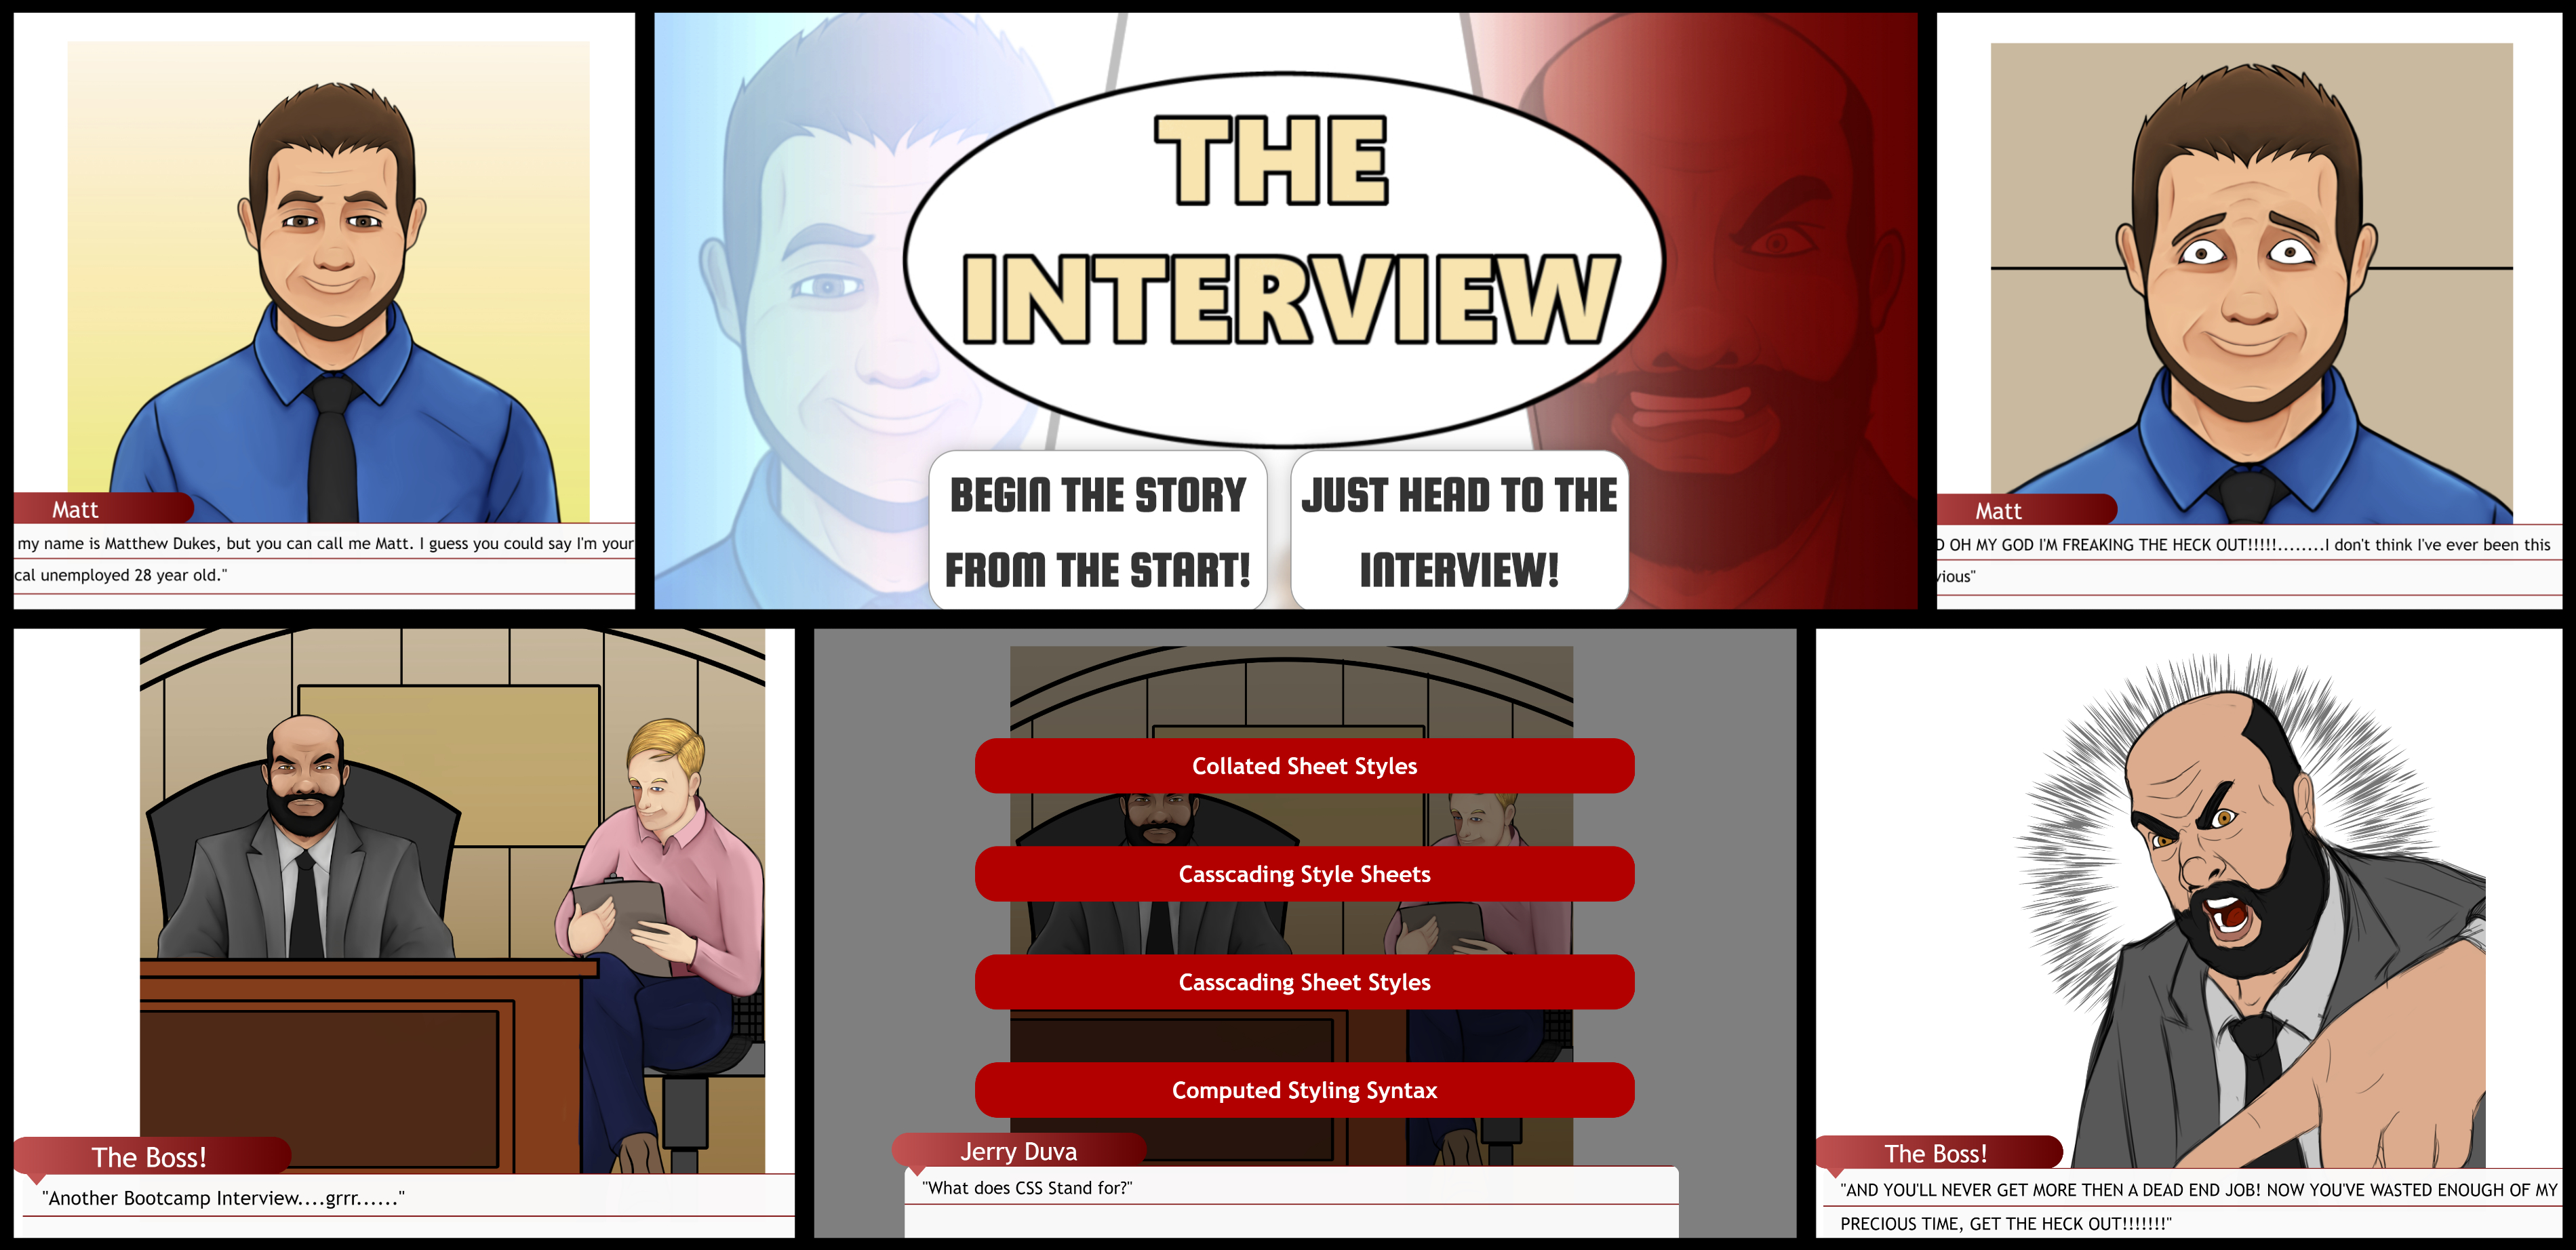 Matt
my name is Matthew Dukes, but you can call me Matt. I guess you could say I'm your
cal unemployed 28 year old."
THE
INTERVIEW
BEGIN THE STORY
FROM THE START!
JUST HEAD TO THE
INTERVIEW!
Matt
D OH MY GOD I'M FREAKING THE HECK OUT!!!!!........I don't think I've ever been this
vious"
The Boss!
"Another Bootcamp Interview....grrr......"
Collated Sheet Styles
Casscading Style Sheets
Casscading Sheet Styles
Computed Styling Syntax
Jerry Duva
"What does CSS Stand for?"
The Boss!
"AND YOU'LL NEVER GET MORE THEN A DEAD END JOB! NOW YOU'VE WASTED ENOUGH OF MY
PRECIOUS TIME, GET THE HECK OUT!!!!!!!"